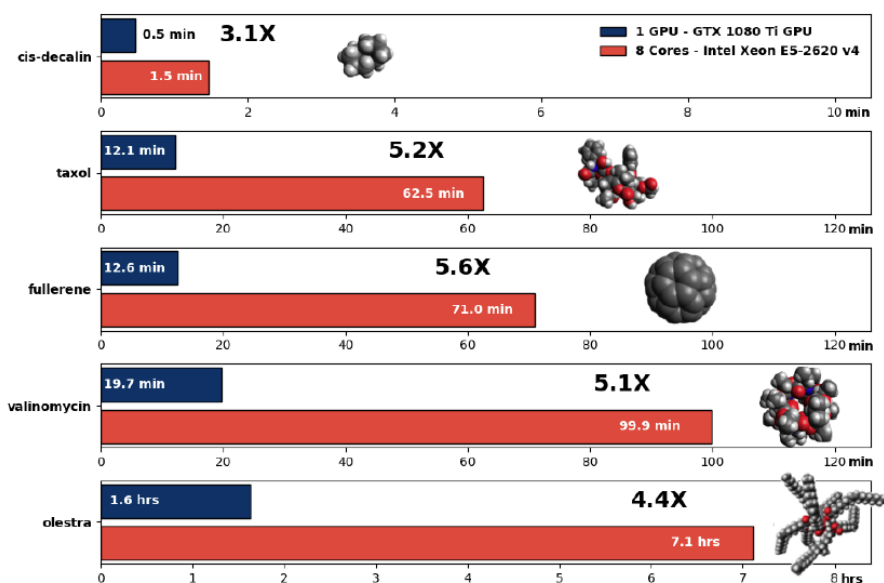 0.5 min
3.1X
1 GPU - GTX 1080 Ti GPU
8 Cores - Intel Xeon E5-2620 v4
cis-decalin
1.5 min
0 2 4 6 8 10 min
12.1 min
5.2X
taxol
62.5 min
0 20 40 60 80 100 120 min
12.6 min
5.6X
fullerene
71.0 min
0 20 40 60 80 100 120 min
19.7 min
5.1X
valinomycin
99.9 min
0 20 40 60 80 100 120 min
1.6 hrs
4.4X
olestra
7.1 hrs
0 1 2 3 4 5 6 7 8 hrs